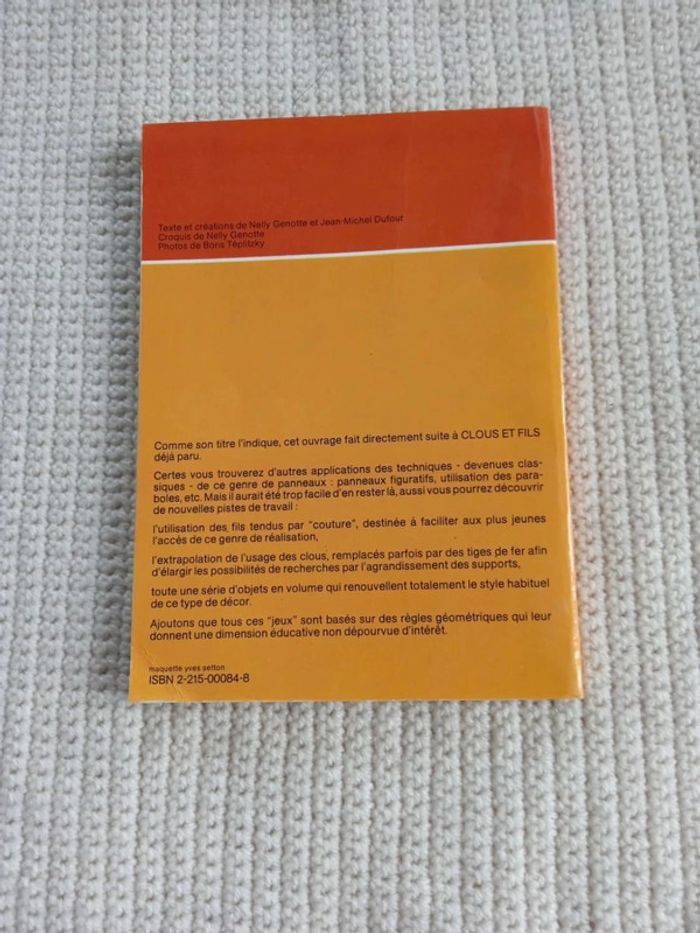 Texte et créations de Nelly Genotte et Jean-Michel Dufour
Croquis de Nelly Genotte
Photos de Boris Téplitzky
Comme son titre l'indique, cet ouvrage fait directement suite à CLOUS ET FILS
déjà paru.
Certes vous trouverez d'autres applications des techniques - devenues clas-
siques - de ce genre de panneaux : panneaux figuratifs, utilisation des para-
boles, etc. Mais il aurait été trop facile d'en rester là, aussi vous pourrez découvrir
de nouvelles pistes de travail :
l'utilisation des fils tendus par "couture", destinée à faciliter aux plus jeunes
l'accés de ce genre de réalisation,
l'extrapolation de l'usage des clous, remplacés parfois par des tiges de fer afin
d'élargir les possibilités de recherches par l'agrandissement des supports,
toute une série d'objets en volume qui renouvellent totalement le style habituel
de ce type de décor.
Ajoutons que tous ces "jeux" sont basés sur des règles géométriques qui leur
donnent une dimension éducative non dépourvue d'intérêt.
maquette yves setton
ISBN 2-215-00084-8